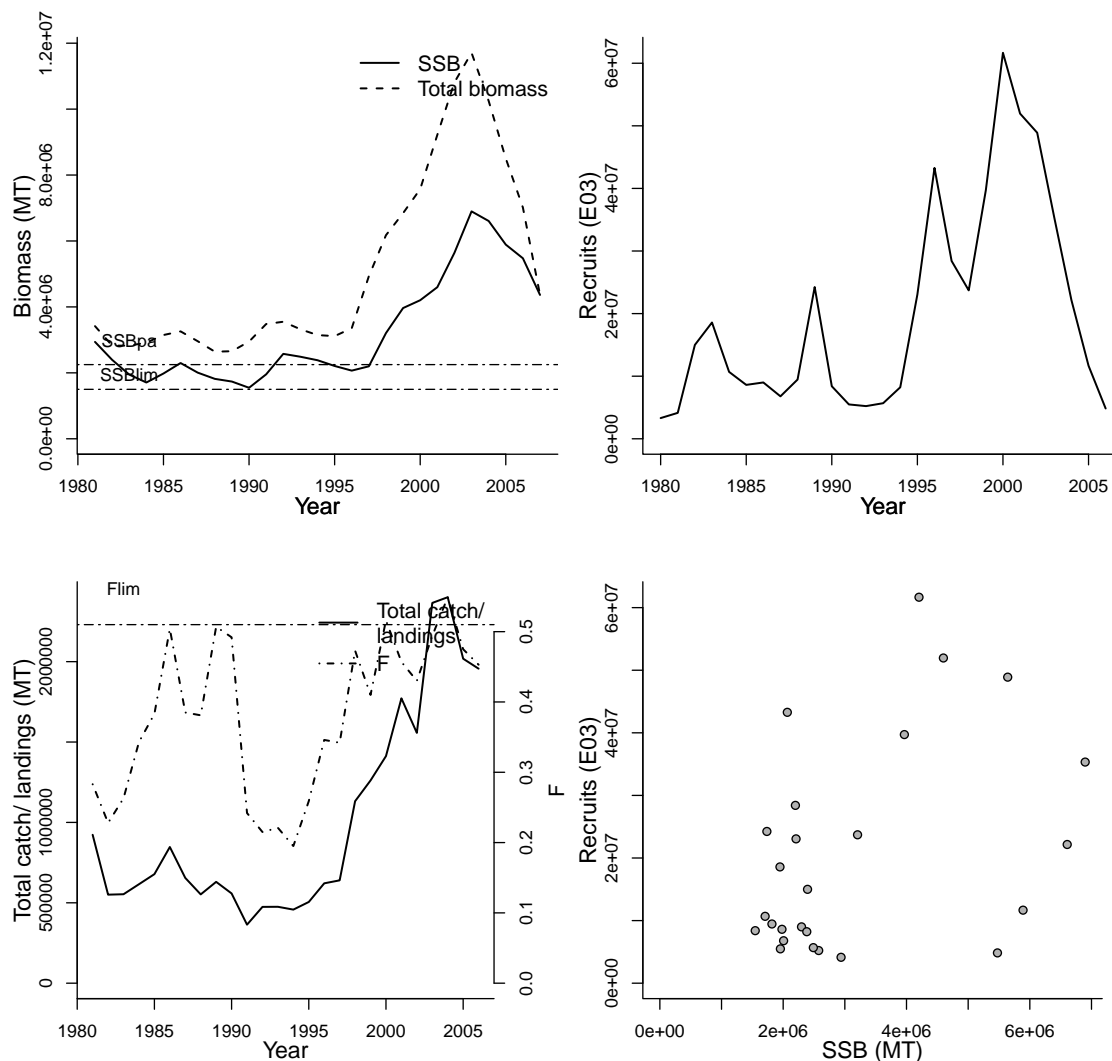 SSB
Total biomass
SSBpa
SSBlim
0.0e+00 4.0e+06 8.0e+06 1.2e+07
Biomass (MT)
1980 1985 1990 1995 2000 2005
Year
0e+00 2e+07 4e+07 6e+07
Recruits (E03)
1980 1985 1990 1995 2000 2005
Year
Flim
Total catch/
landings
F
0 500000 1000000 2000000
Total catch/ landings (MT)
0.0 0.1 0.2 0.3 0.4 0.5
F
1980 1985 1990 1995 2000 2005
Year
0e+00 2e+07 4e+07 6e+07
Recruits (E03)
0e+00 2e+06 4e+06 6e+06
SSB (MT)